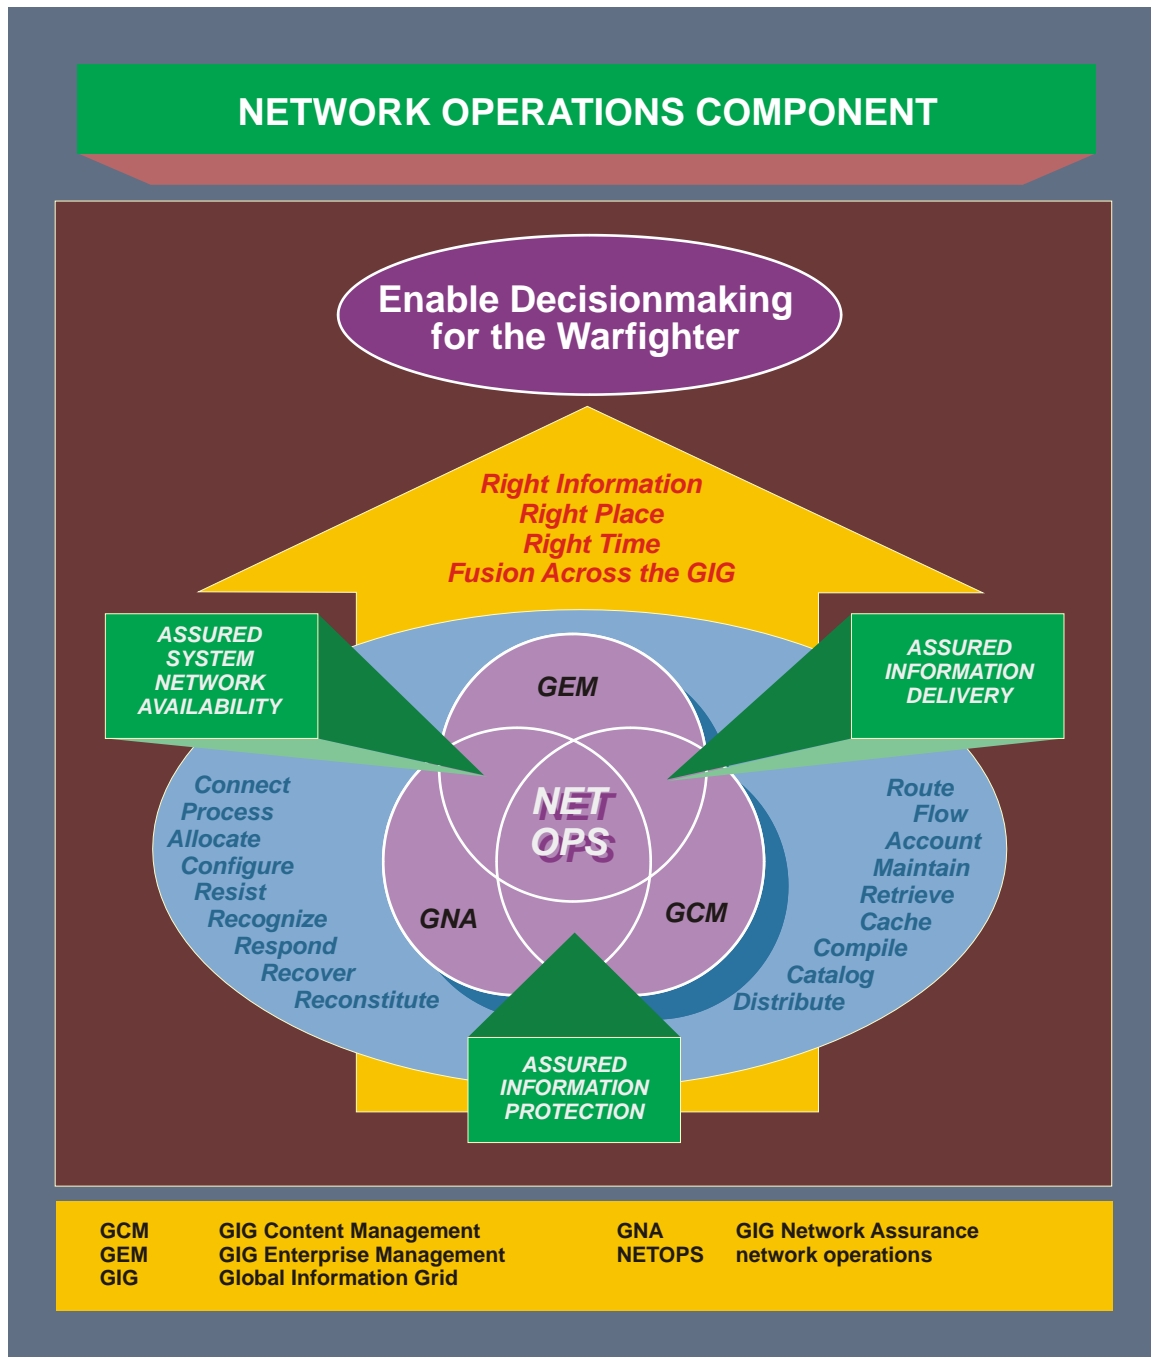 NETWORK OPERATIONS COMPONENT
Enable Decisionmaking
for the Warfighter
Right Information
Right Place
Right Time
Fusion Across the GIG
ASSURED
SYSTEM
NETWORK
AVAILABILITY
ASSURED
INFORMATION
DELIVERY
GEM
NET
OPS
GNA
GCM
Connect
Process
Allocate
Configure
Resist
Recognize
Respond
Recover
Reconstitute
Route
Flow
Account
Maintain
Retrieve
Cache
Compile
Catalog
Distribute
ASSURED
INFORMATION
PROTECTION
GCM GIG Content Management
GEM GIG Enterprise Management
GIG Global Information Grid
GNA GIG Network Assurance
NETOPS network operations